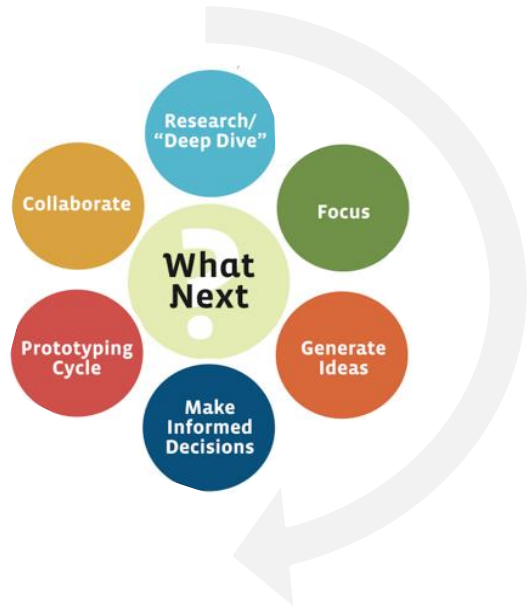 Research/
“Deep Dive”
Focus
Generate
Ideas
Make
Informed
Decisions
Prototyping
Cycle
Collaborate
?
What
Next